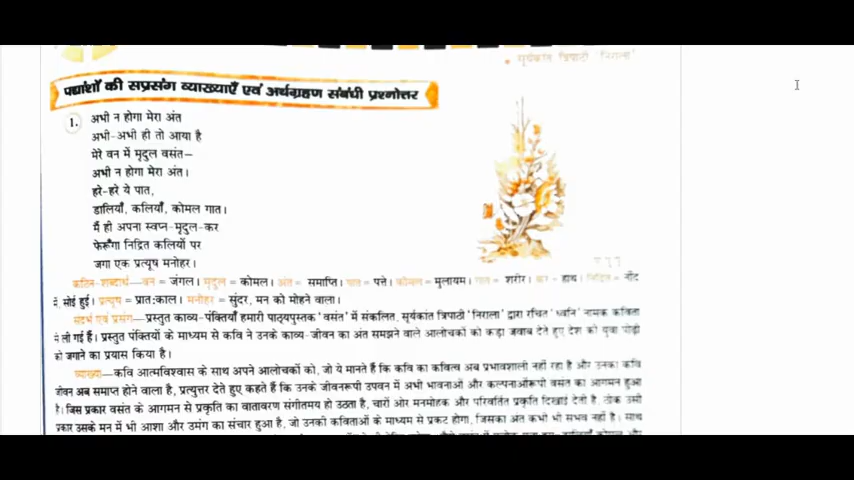 सूर्यकांत त्रिपाठी 'निराला'
पद्यांशों की सप्रसंग व्याख्याएँ एवं अर्थग्रहण संबंधी प्रश्नोत्तर
1. अभी न होगा मेरा अंत
अभी-अभी ही तो आया है
मेरे वन में मृदुल वसंत—
अभी न होगा मेरा अंत।
हरे-हरे ये पात,
डालियाँ, कलियाँ, कोमल गात।
मैं ही अपना स्वप्न-मृदुल-कर
फेरूँगा निद्रित कलियों पर
जगा एक प्रत्यूष मनोहर।
कठिन-शब्दार्थ—वन = जंगल। मृदुल = कोमल। अंत = समाप्ति। पात = पत्ते। कोमल = मुलायम। गात = शरीर। कर = हाथ। निद्रित = नींद
में, सोई हुई। प्रत्यूष = प्रातःकाल। मनोहर = सुंदर, मन को मोहने वाला।
संदर्भ एवं प्रसंग—प्रस्तुत काव्य-पंक्तियाँ हमारी पाठ्यपुस्तक 'वसंत' में संकलित, सूर्यकांत त्रिपाठी 'निराला' द्वारा रचित 'ध्वनि' नामक कविता
से ली गई हैं। प्रस्तुत पंक्तियों के माध्यम से कवि ने उनके काव्य-जीवन का अंत समझने वाले आलोचकों को कड़ा जवाब देते हुए देश की युवा पीढ़ी
को जगाने का प्रयास किया है।
व्याख्या—कवि आत्मविश्वास के साथ अपने आलोचकों को, जो ये मानते हैं कि कवि का कवित्व अब प्रभावशाली नहीं रहा है और उनका कवि
जीवन अब समाप्त होने वाला है, प्रत्युत्तर देते हुए कहते हैं कि उनके जीवनरूपी उपवन में अभी भावनाओं और कल्पनाओंरूपी वसंत का आगमन हुआ
है। जिस प्रकार वसंत के आगमन से प्रकृति का वातावरण संगीतमय हो उठता है, चारों ओर मनमोहक और परिवर्तित प्रकृति दिखाई देती है ठीक उसी
प्रकार उसके मन में भी आशा और उमंग का संचार हुआ है, जो उनकी कविताओं के माध्यम से प्रकट होगा, जिसका अंत कभी भी संभव नहीं है। साथ